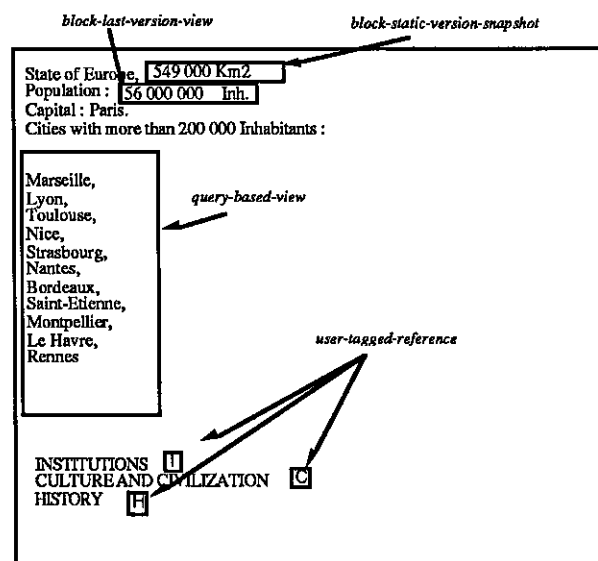 block-last-version-view
block-static-version-snapshot
State of Europe, 549 000 Km2
Population : 56 000 000 Inh.
Capital : Paris.
Cities with more than 200 000 Inhabitants :
Marseille,
Lyon,
Toulouse,
query-based-view
Nice,
Strasbourg,
Nantes,
Bordeaux,
Saint-Etienne,
Montpellier,
Le Havre,
user-tagged-reference
Rennes
INSTITUTIONS I
CULTURE AND CIVILIZATION C
HISTORY H